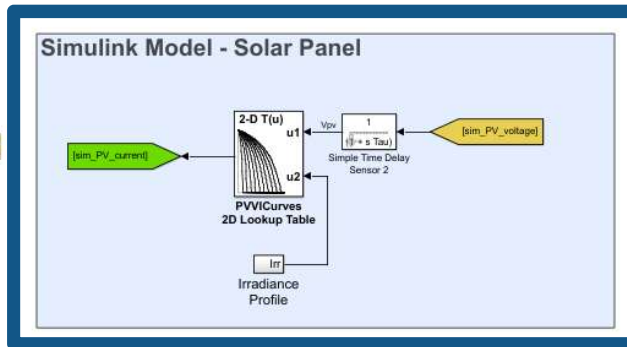 Simulink Model - Solar Panel
2-D T(u)
u1
u2
PVVICurves
2D Lookup Table
Vpv
1
+ s Tau)
Simple Time Delay
Sensor 2
[sim_PV_voltage]
[sim_PV_current]
Irr
Irradiance
Profile